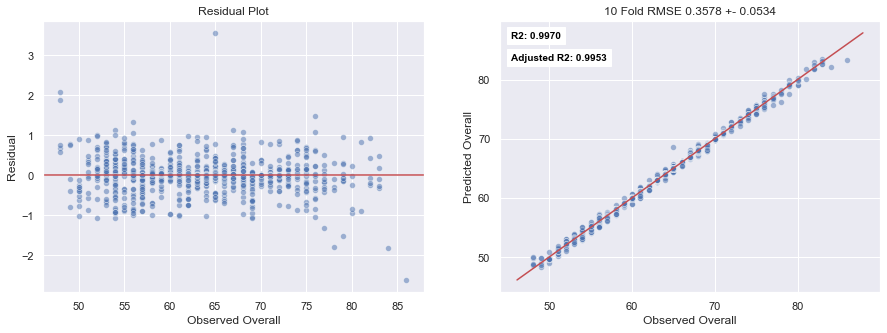 Residual Plot
Residual
3
2
1
0
−1
−2
50
55
60
65
70
75
80
85
Observed Overall
10 Fold RMSE 0.3578 +- 0.0534
R2: 0.9970
Adjusted R2: 0.9953
Predicted Overall
80
70
60
50
50
60
70
80
Observed Overall